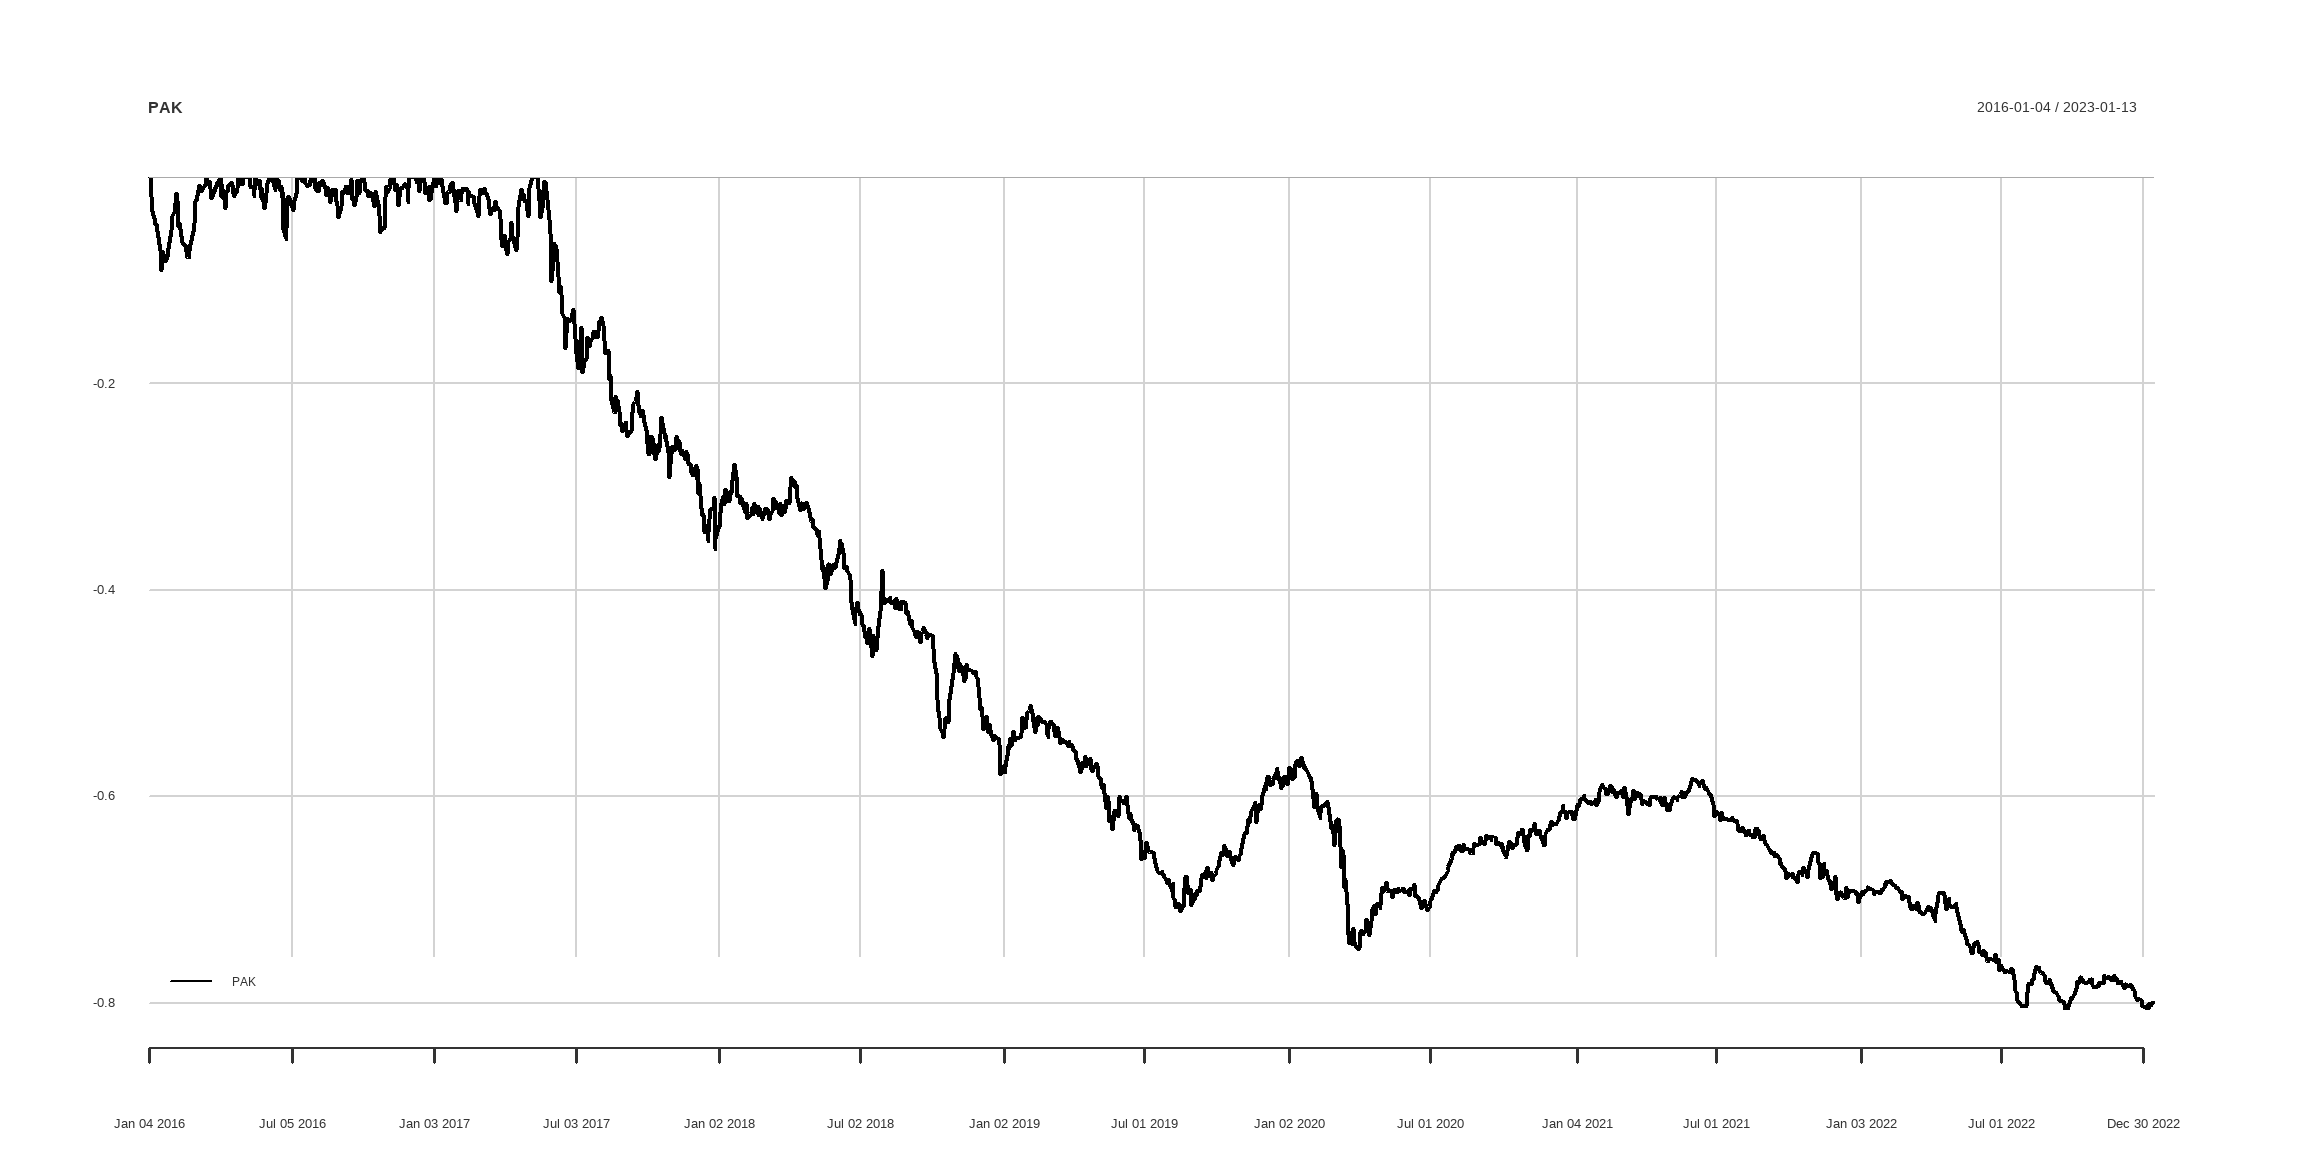 PAK
2016-01-04 / 2023-01-13
-0.2
-0.4
-0.6
-0.8
PAK
Jan 04 2016
Jul 05 2016
Jan 03 2017
Jul 03 2017
Jan 02 2018
Jul 02 2018
Jan 02 2019
Jul 01 2019
Jan 02 2020
Jul 01 2020
Jan 04 2021
Jul 01 2021
Jan 03 2022
Jul 01 2022
Dec 30 2022